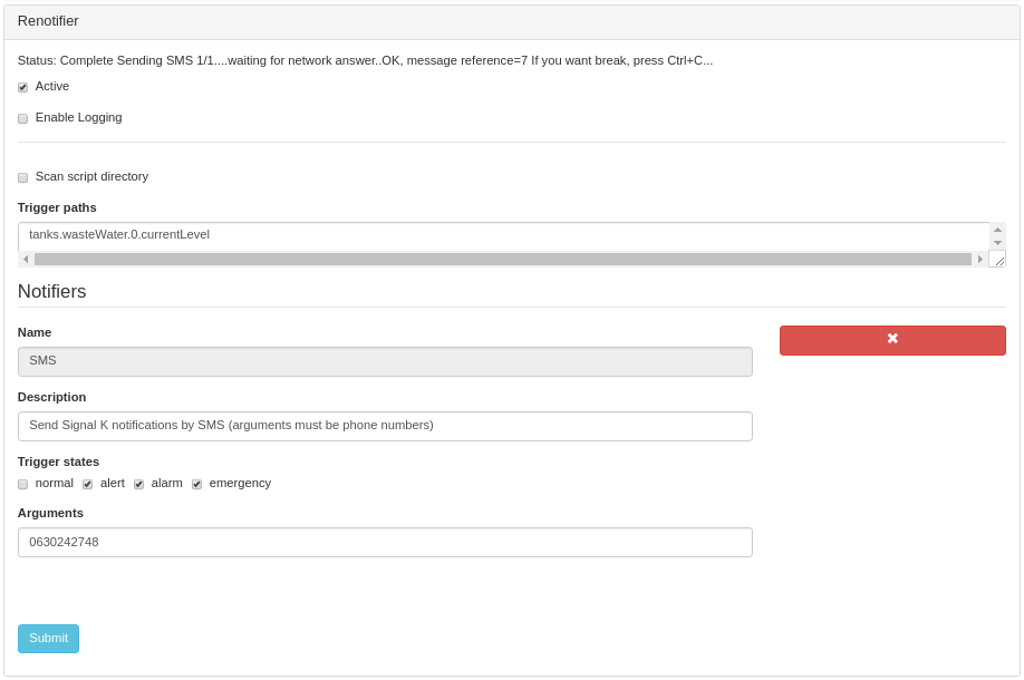 Renotifier
Status: Complete Sending SMS 1/1....waiting for network answer..OK, message reference=7 If you want break, press Ctrl+C...
Active
Enable Logging
Scan script directory
Trigger paths
tanks.wasteWater.0.currentLevel
Notifiers
Name
SMS
Description
Send Signal K notifications by SMS (arguments must be phone numbers)
Trigger states
normal alert alarm emergency
Arguments
0630242748
Submit